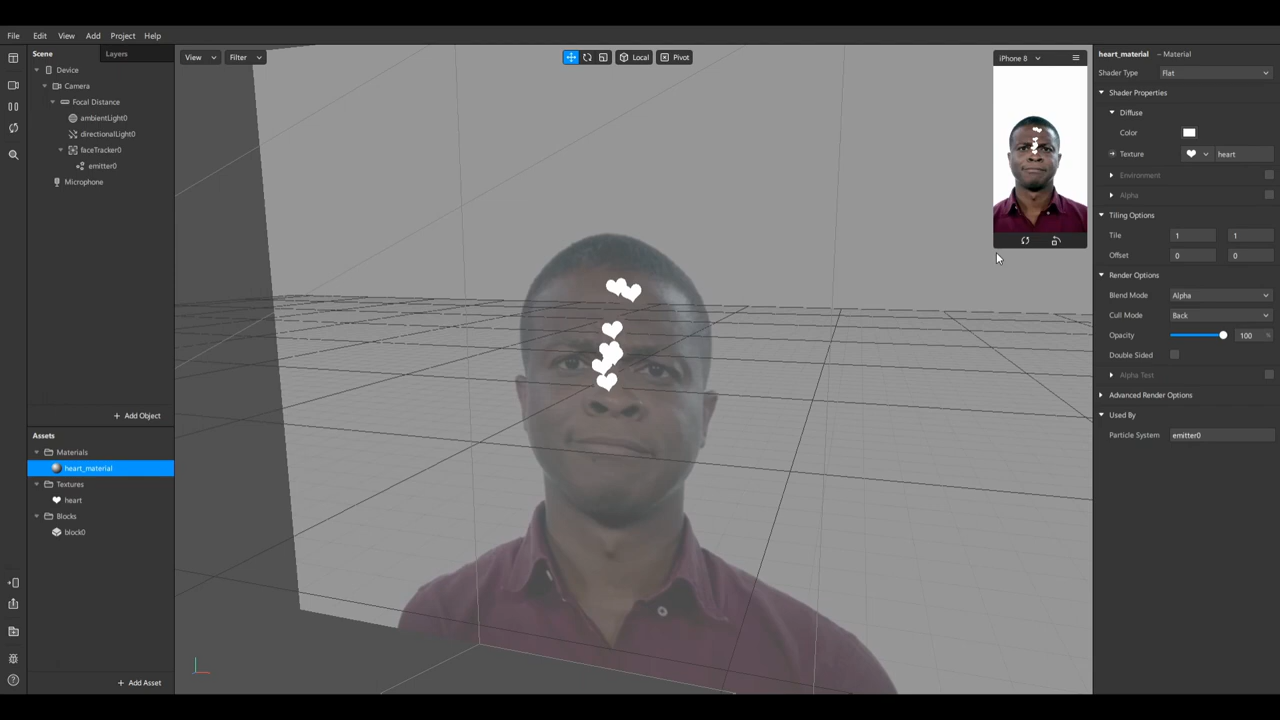 File Edit View Add Project Help
Scene Layers
Device
Camera
Focal Distance
ambientLight0
directionalLight0
faceTracker0
emitter0
Microphone
Add Object
Assets
Materials
heart_material
Textures
heart
Blocks
block0
Add Asset
View Filter Local Pivot
iPhone 8
heart_material – Material
Shader Type Flat
Shader Properties
Diffuse
Color
Texture heart
Environment
Alpha
Tiling Options
Tile 1 1
Offset 0 0
Render Options
Blend Mode Alpha
Cull Mode Back
Opacity 100 %
Double Sided
Alpha Test
Advanced Render Options
Used By
Particle System emitter0